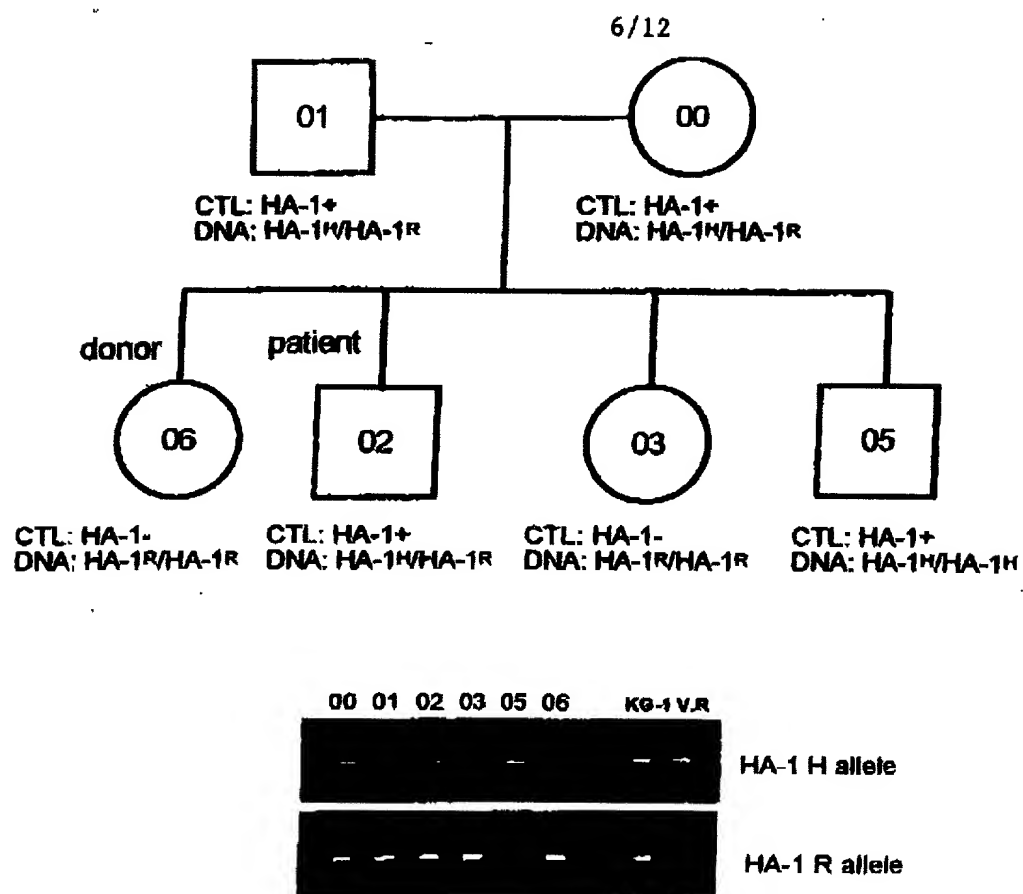 6/12
01
00
CTL: HA-1+
DNA: HA-1H/HA-1R
CTL: HA-1+
DNA: HA-1H/HA-1R
donor
patient
06
02
03
05
CTL: HA-1-
DNA: HA-1R/HA-1R
CTL: HA-1+
DNA: HA-1H/HA-1R
CTL: HA-1-
DNA: HA-1R/HA-1R
CTL: HA-1+
DNA: HA-1H/HA-1H
00 01 02 03 05 06 KG-1 V.R
HA-1 H allele
HA-1 R allele